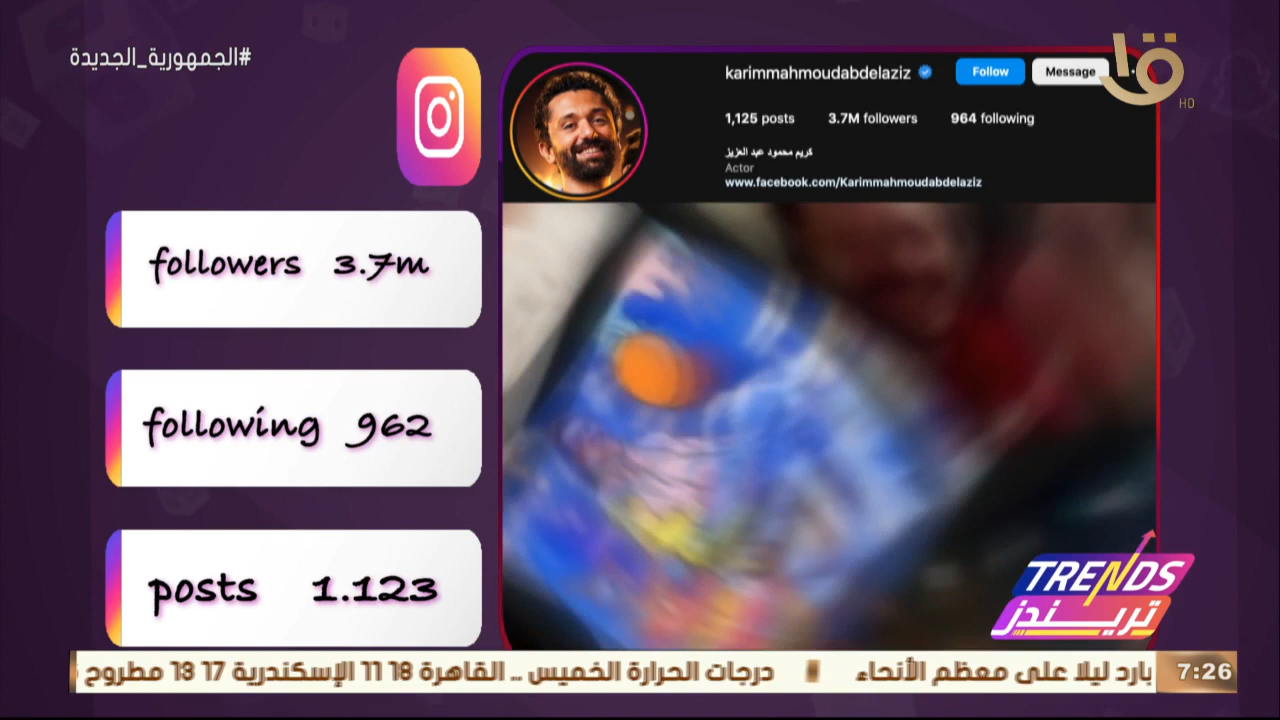 #الجمهورية_الجديدة
karimmahmoudabdelaziz Follow Message
HD
1,125 posts 3.7M followers 964 following
كريم محمود عبد العزيز
Actor
www.facebook.com/Karimmahmoudabdelaziz
followers 3.7m
following 962
posts 1.123
TRENDS
تريندز
بارد ليلا على معظم الأنحاء درجات الحرارة الخميس .. القاهرة 18 11 الإسكندرية 17 13 مطروح
7:26